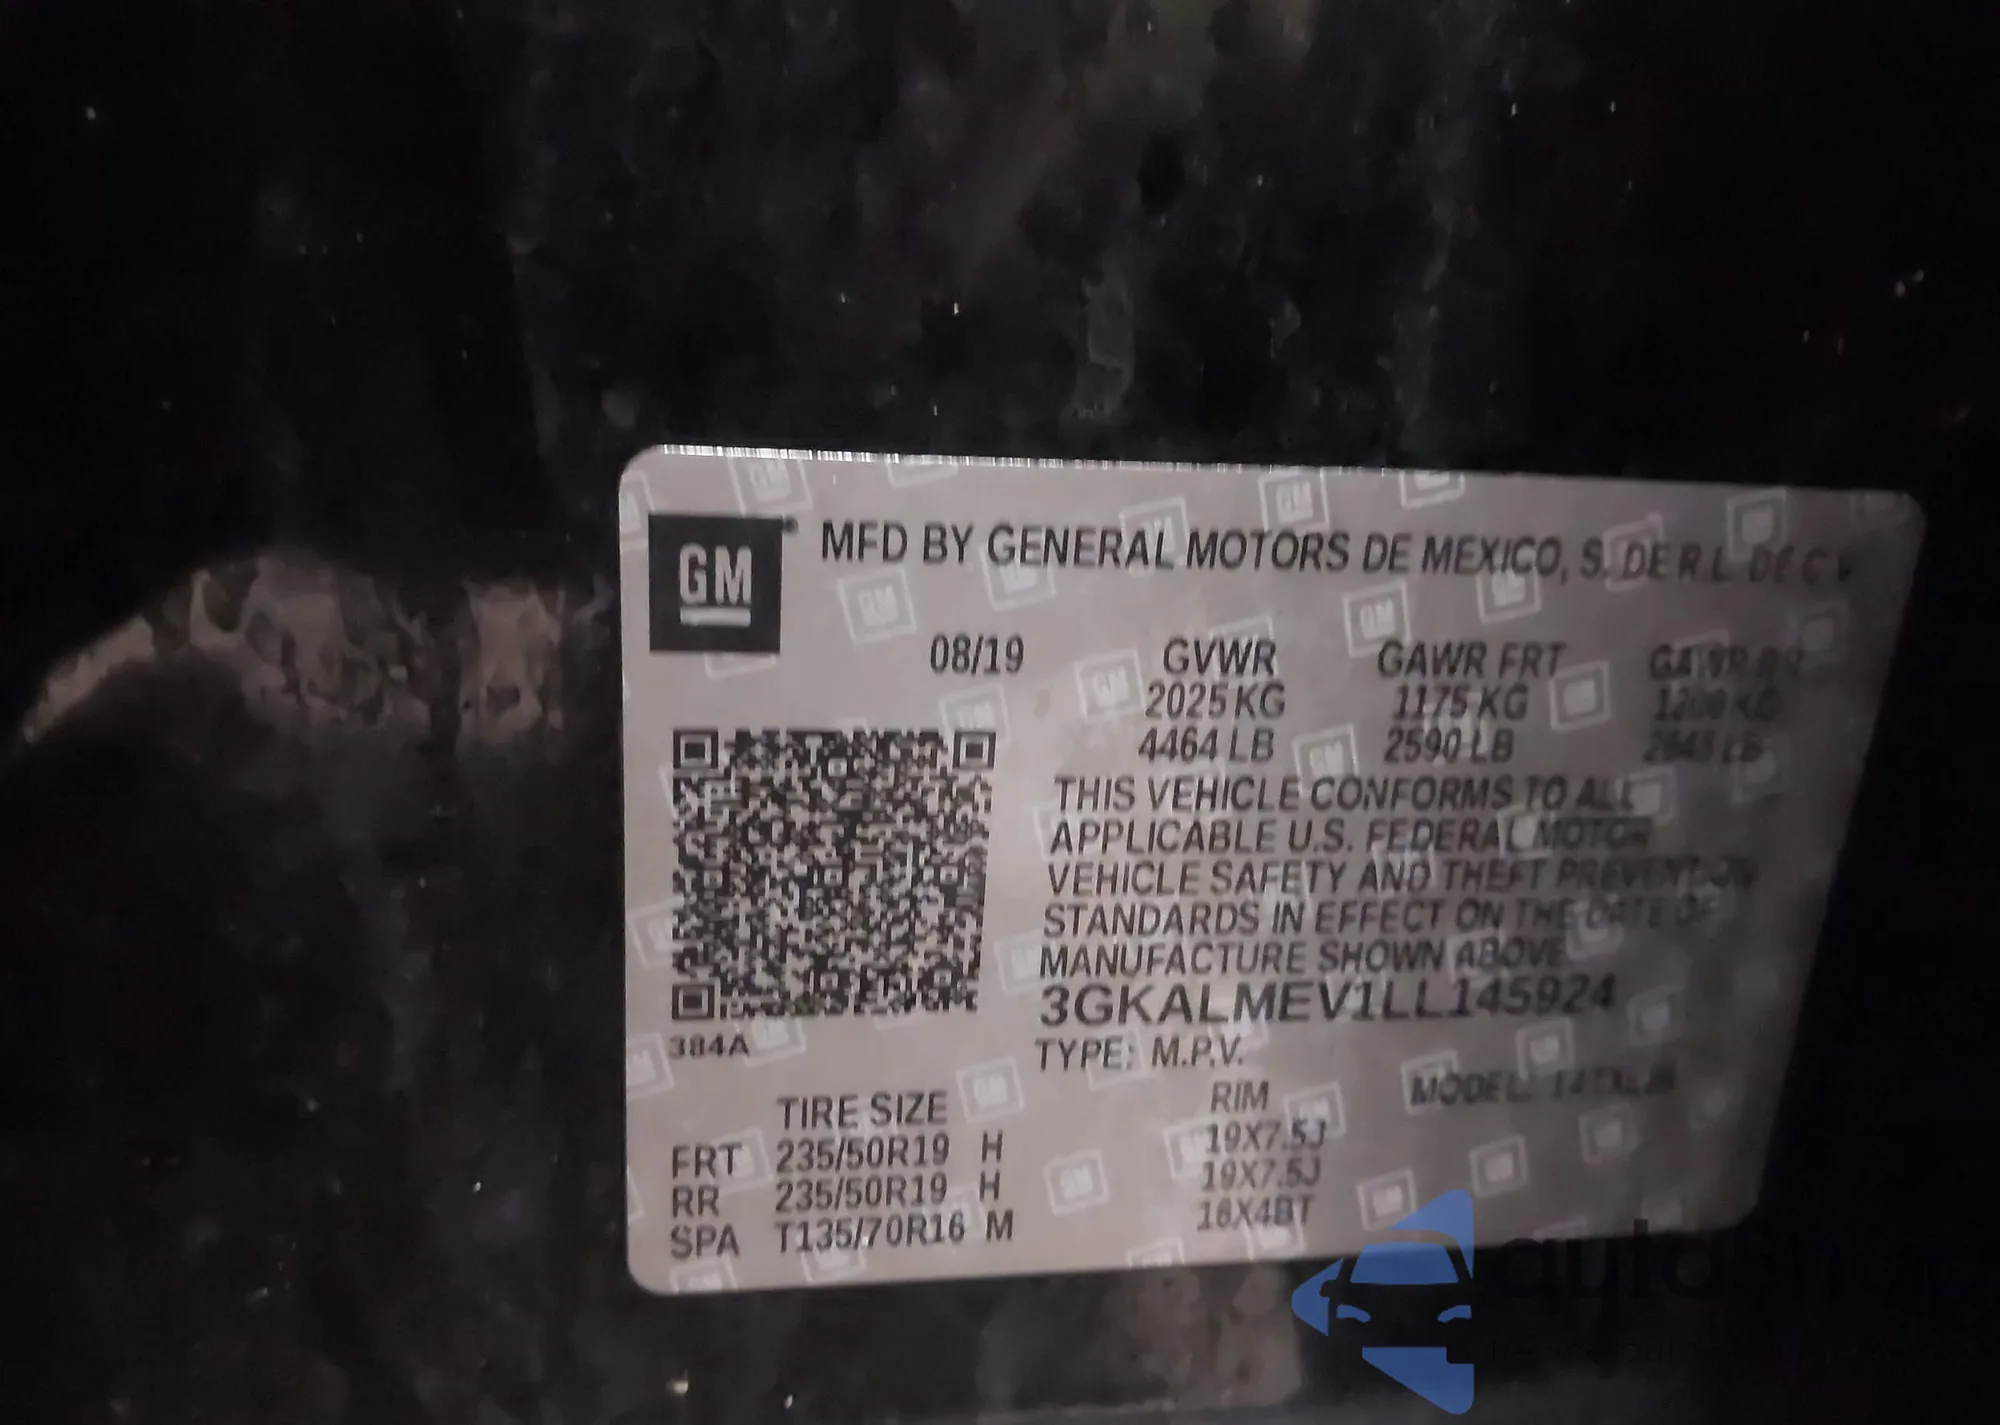 GM
MFD BY GENERAL MOTORS DE MEXICO, S. DE R.L. DE C.V
08/19 GVWR GAWR FRT GAWR RR
2025 KG 1175 KG
4464 LB 2590 LB
THIS VEHICLE CONFORMS TO ALL
APPLICABLE U.S. FEDERAL MOTOR
VEHICLE SAFETY AND THEFT PREVENTION
STANDARDS IN EFFECT ON THE DATE OF
MANUFACTURE SHOWN ABOVE
3GKALMEV1LL145924
384A
TYPE: M.P.V.
MODEL:
TIRE SIZE RIM
FRT 235/50R19 H 19X7.5J
RR 235/50R19 H 19X7.5J
SPA T135/70R16 M 16X4BT